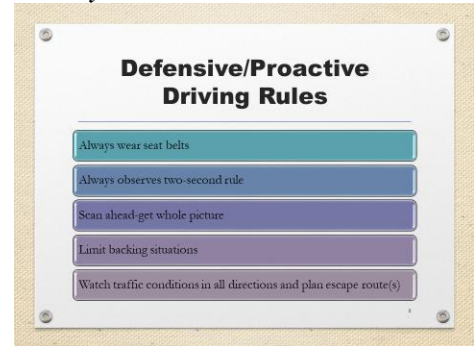 Defensive/Proactive
Driving Rules
Always wear seat belts
Always observes two-second rule
Scan ahead-get whole picture
Limit backing situations
Watch traffic conditions in all directions and plan escape route(s)